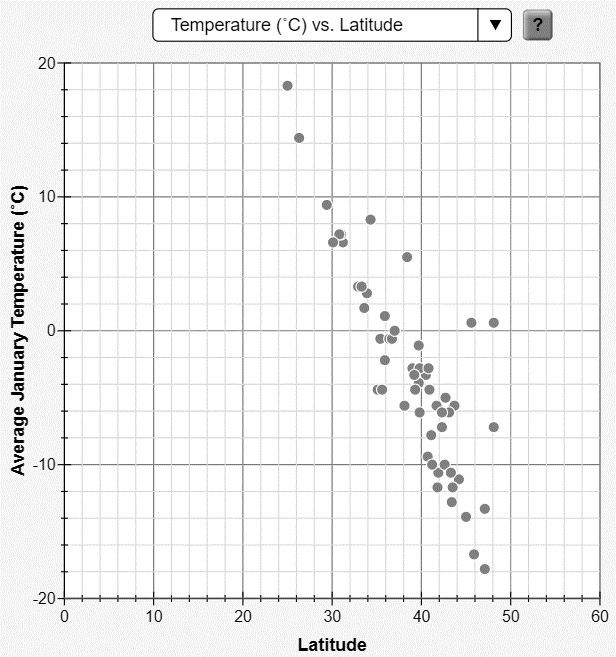 Temperature (˚C) vs. Latitude ▼ ?
20
10
0
-10
-20
Average January Temperature (˚C)
0 10 20 30 40 50 60
Latitude